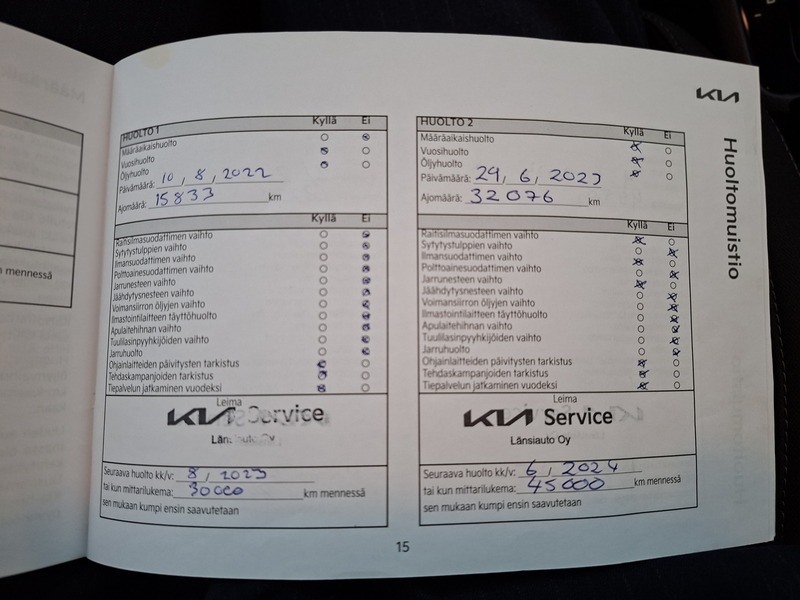 KIA
Huoltomuistio
HUOLTO 1 Kyllä Ei
Määräaikaishuolto
Vuosihuolto
Öljyhuolto
Päivämäärä: 10, 8, 2022
Ajomäärä: 15833 km
Kyllä Ei
Raitisilmasuodattimen vaihto
Sytytystulppien vaihto
Ilmansuodattimen vaihto
Polttoainesuodattimen vaihto
Jarrunesteen vaihto
Jäähdytysnesteen vaihto
Voimansiirron öljyjen vaihto
Ilmastointilaitteen täyttöhuolto
Apulaitehihnan vaihto
Tuulilasinpyyhkijöiden vaihto
Jarruhuolto
Ohjainlaitteiden päivitysten tarkistus
Tehdaskampanjoiden tarkistus
Tiepalvelun jatkaminen vuodeksi
Leima
KIA Service
Seuraava huolto kk/v: 8, 2023
tai kun mittarilukema: 30000 km mennessä
sen mukaan kumpi ensin saavutetaan
HUOLTO 2 Kyllä Ei
Määräaikaishuolto
Vuosihuolto
Öljyhuolto
Päivämäärä: 29, 6, 2023
Ajomäärä: 32076 km
Kyllä Ei
Raitisilmasuodattimen vaihto
Sytytystulppien vaihto
Ilmansuodattimen vaihto
Polttoainesuodattimen vaihto
Jarrunesteen vaihto
Jäähdytysnesteen vaihto
Voimansiirron öljyjen vaihto
Ilmastointilaitteen täyttöhuolto
Apulaitehihnan vaihto
Tuulilasinpyyhkijöiden vaihto
Jarruhuolto
Ohjainlaitteiden päivitysten tarkistus
Tehdaskampanjoiden tarkistus
Tiepalvelun jatkaminen vuodeksi
Leima
KIA Service
Länsiauto Oy
Seuraava huolto kk/v: 6, 2024
tai kun mittarilukema: 45000 km mennessä
sen mukaan kumpi ensin saavutetaan
mennessä
15